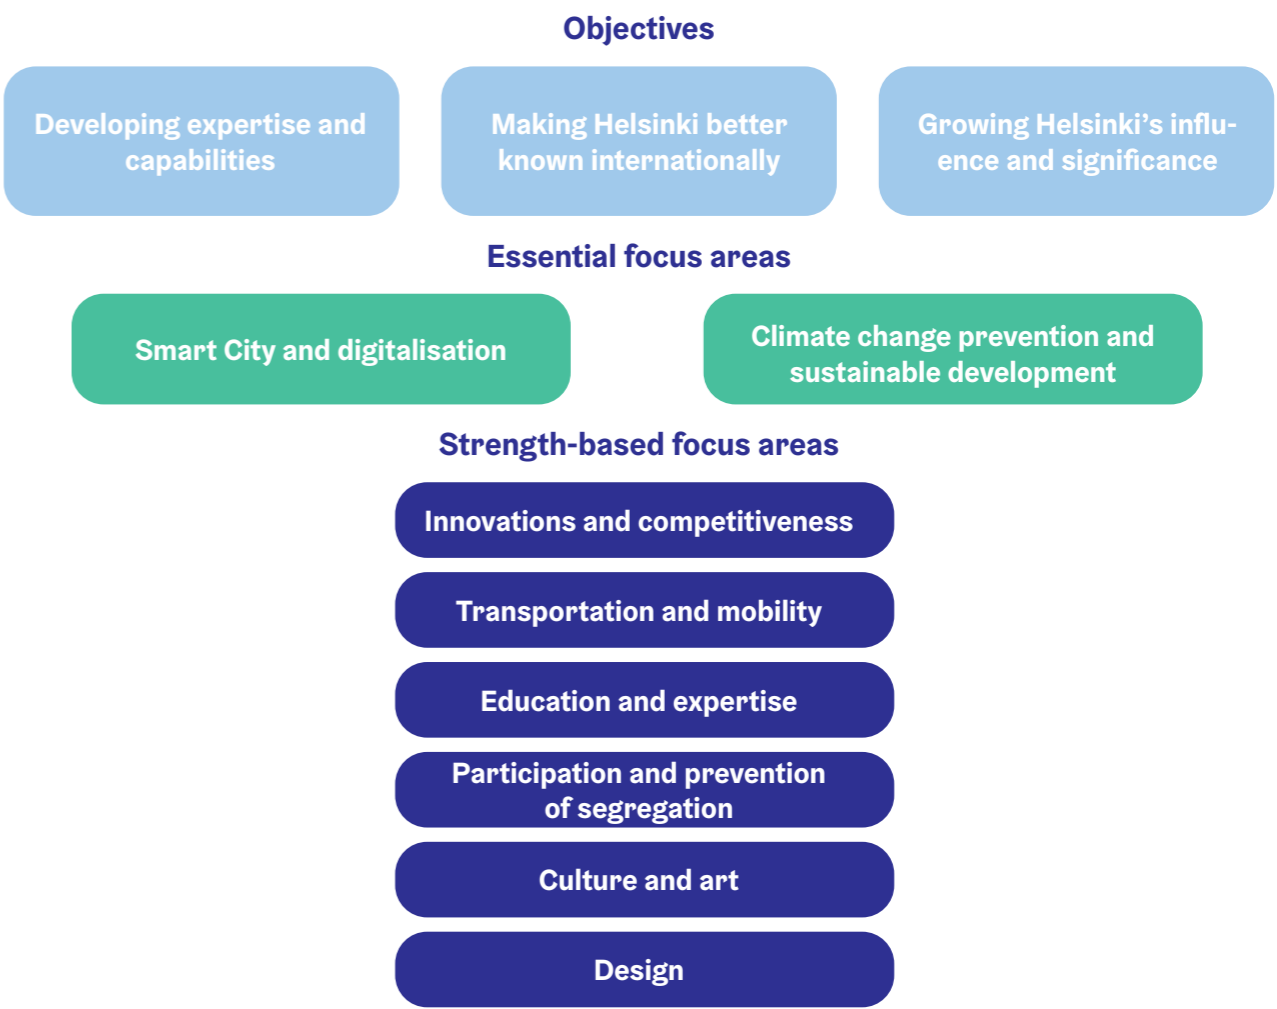 Objectives
Developing expertise and
capabilities
Making Helsinki better
known internationally
Growing Helsinki’s influ-
ence and significance
Essential focus areas
Smart City and digitalisation
Climate change prevention and
sustainable development
Strength-based focus areas
Innovations and competitiveness
Transportation and mobility
Education and expertise
Participation and prevention
of segregation
Culture and art
Design